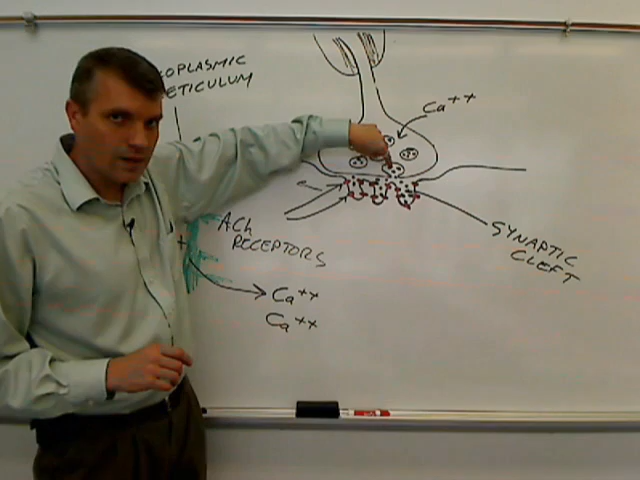 OPLASMIC
ETICULUM
Ca++
SYNAPTIC
CLEFT
ACh
RECEPTORS
Ca++
Ca++